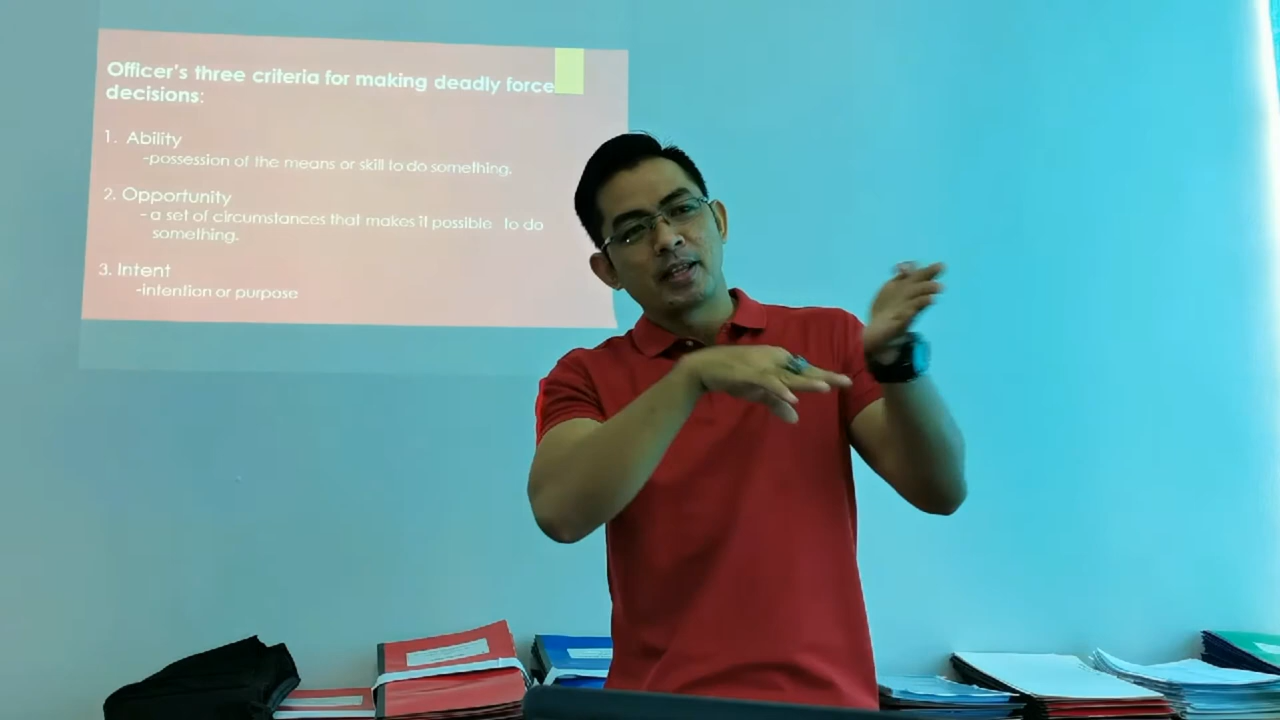 Officer's three criteria for making deadly force
decisions:
1. Ability
-possession of the means or skill to do something.
2. Opportunity
- a set of circumstances that makes it possible to do
something.
3. Intent
-intention or purpose